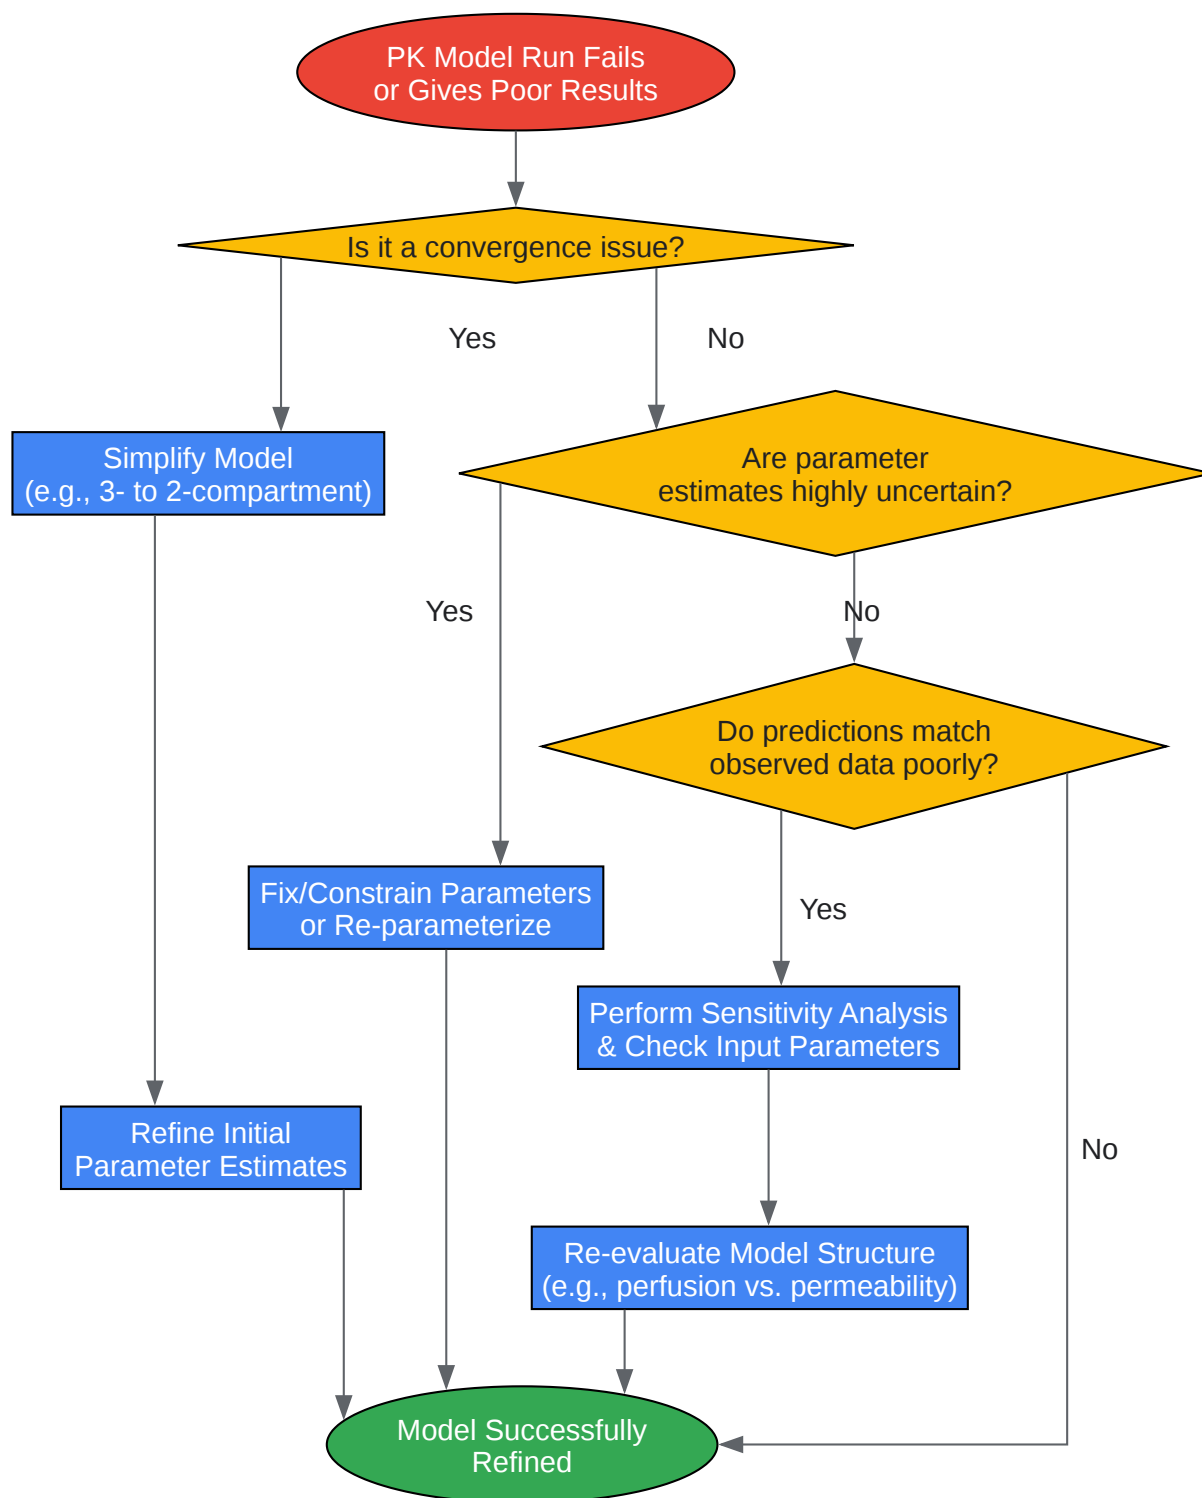 PK Model Run Fails
or Gives Poor Results
Is it a convergence issue?
Yes
No
Simplify Model
(e.g., 3- to 2-compartment)
Are parameter
estimates highly uncertain?
Yes
No
Do predictions match
observed data poorly?
Fix/Constrain Parameters
or Re-parameterize
Yes
Perform Sensitivity Analysis
& Check Input Parameters
Refine Initial
Parameter Estimates
No
Re-evaluate Model Structure
(e.g., perfusion vs. permeability)
Model Successfully
Refined